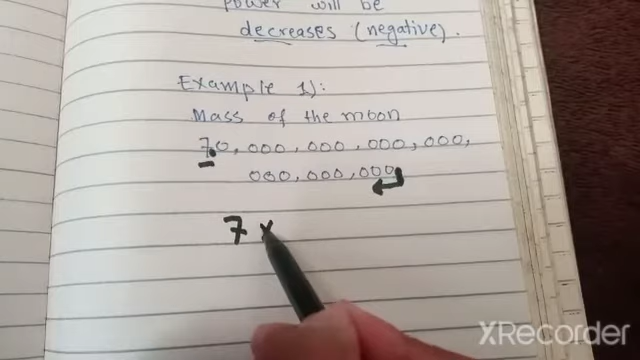 power will be
decreases (negative).
Example 1):
Mass of the moon
70,000,000,000,000,
000,000,000
7 x
XRecorder